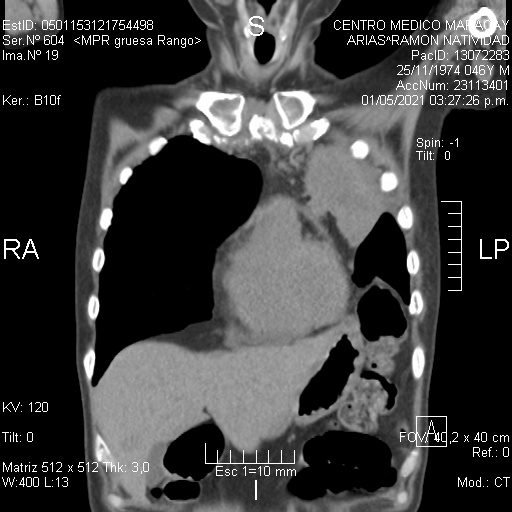 EstID: 0501153121754498
Ser.Nº 604 <MPR gruesa Rango>
Ima.Nº 19
Ker.: B10f
S
CENTRO MEDICO MARACAY
ARIAS^RAMON NATIVIDAD
PacID: 13072283
25/11/1974 046Y M
AccNum: 23113401
01/05/2021 03:27:26 p.m.
Spin: -1
Tilt: 0
RA
LP
KV: 120
Tilt: 0
Matriz 512 x 512 Thk: 3,0
W:400 L:13
Esc 1=10 mm
I
A
FOV: 40,2 x 40 cm
Ref.: 0
Mod.: CT